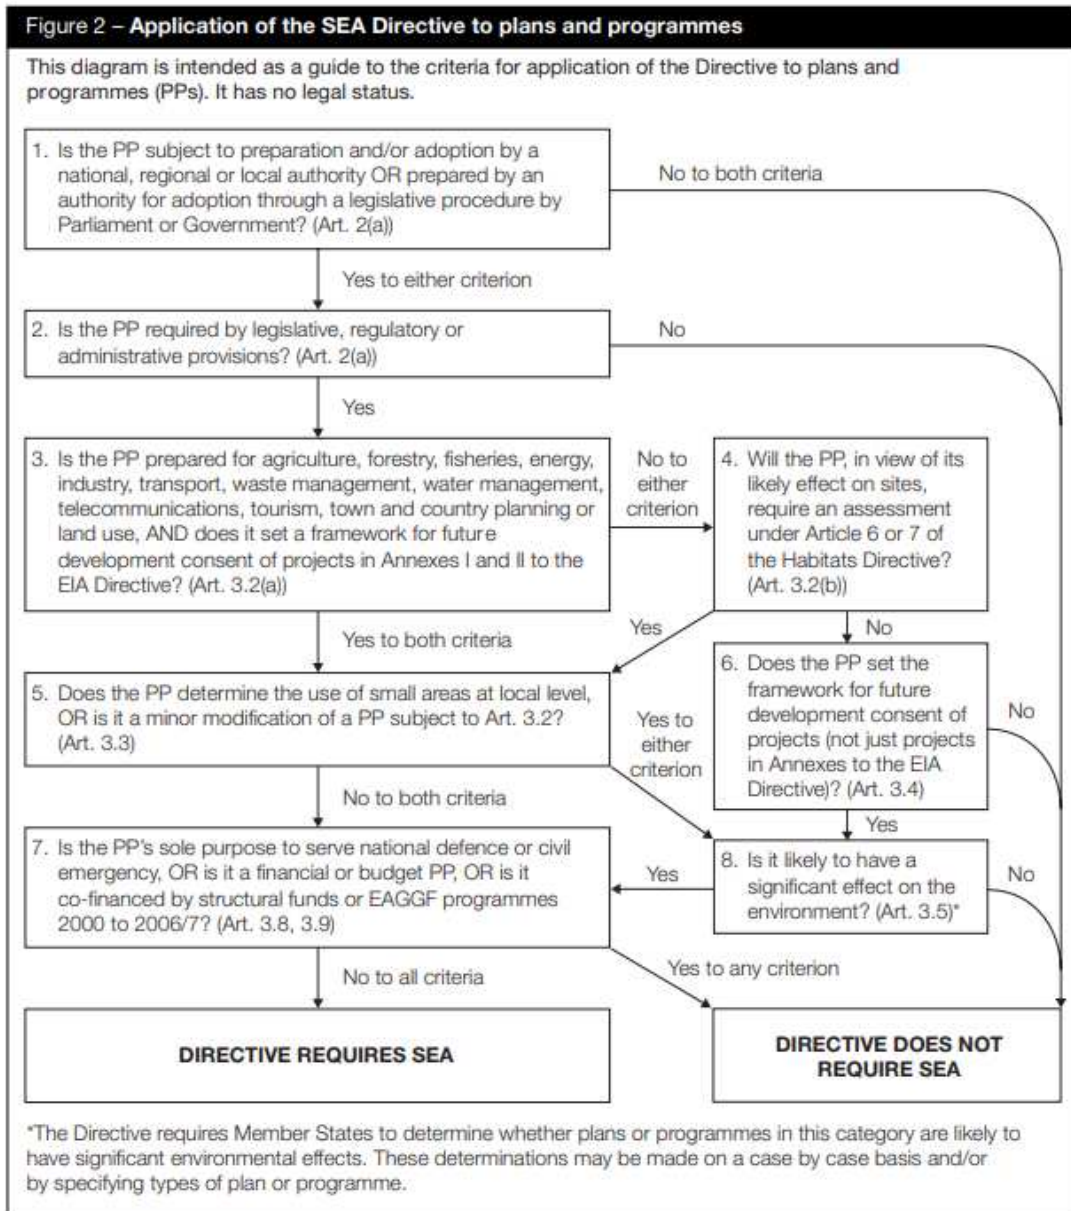 Figure 2 – Application of the SEA Directive to plans and programmes
This diagram is intended as a guide to the criteria for application of the Directive to plans and
programmes (PPs). It has no legal status.
1. Is the PP subject to preparation and/or adoption by a
national, regional or local authority OR prepared by an
authority for adoption through a legislative procedure by
Parliament or Government? (Art. 2(a))
No to both criteria
Yes to either criterion
2. Is the PP required by legislative, regulatory or
administrative provisions? (Art. 2(a))
No
Yes
3. Is the PP prepared for agriculture, forestry, fisheries, energy,
industry, transport, waste management, water management,
telecommunications, tourism, town and country planning or
land use, AND does it set a framework for future
development consent of projects in Annexes I and II to the
EIA Directive? (Art. 3.2(a))
No to
either
criterion
4. Will the PP, in view of its
likely effect on sites,
require an assessment
under Article 6 or 7 of
the Habitats Directive?
(Art. 3.2(b))
Yes to both criteria
Yes
No
5. Does the PP determine the use of small areas at local level,
OR is it a minor modification of a PP subject to Art. 3.2?
(Art. 3.3)
Yes to
either
criterion
6. Does the PP set the
framework for future
development consent of
projects (not just projects
in Annexes to the EIA
Directive)? (Art. 3.4)
No
No to both criteria
Yes
7. Is the PP's sole purpose to serve national defence or civil
emergency, OR is it a financial or budget PP, OR is it
co-financed by structural funds or EAGGF programmes
2000 to 2006/7? (Art. 3.8, 3.9)
Yes
8. Is it likely to have a
significant effect on the
environment? (Art. 3.5)*
No
No to all criteria
Yes to any criterion
DIRECTIVE REQUIRES SEA
DIRECTIVE DOES NOT
REQUIRE SEA
*The Directive requires Member States to determine whether plans or programmes in this category are likely to
have significant environmental effects. These determinations may be made on a case by case basis and/or
by specifying types of plan or programme.